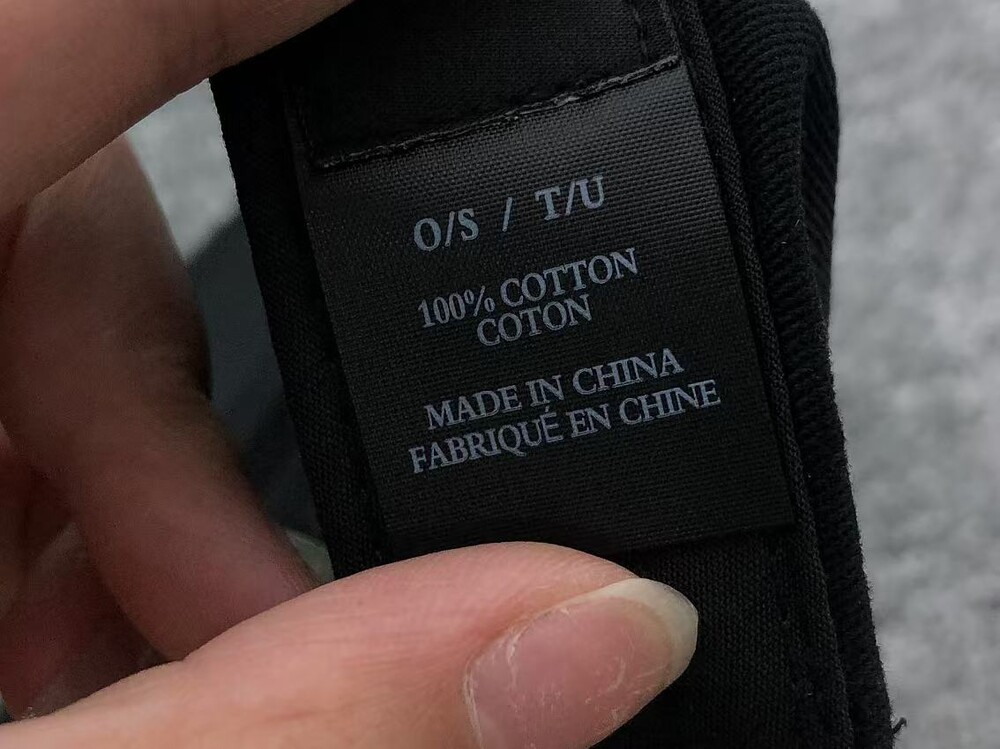 O/S / T/U
100% COTTON
COTON
MADE IN CHINA
FABRIQUÉ EN CHINE